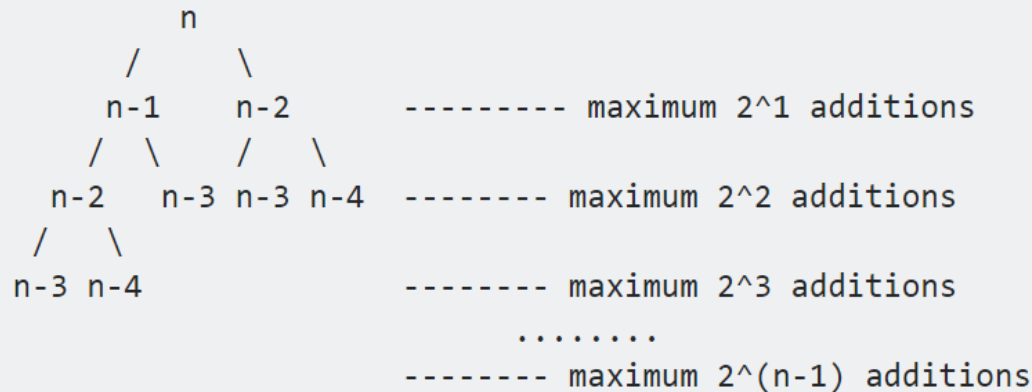 n
/ \
n-1 n-2 --------- maximum 2^1 additions
/ \ / \
n-2 n-3 n-3 n-4 -------- maximum 2^2 additions
/ \
n-3 n-4 -------- maximum 2^3 additions
........
-------- maximum 2^(n-1) additions